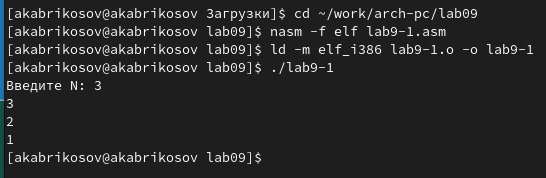 [akabrikosov@akabrikosov Загрузки]$ cd ~/work/arch-pc/lab09
[akabrikosov@akabrikosov lab09]$ nasm -f elf lab9-1.asm
[akabrikosov@akabrikosov lab09]$ ld -m elf_i386 lab9-1.o -o lab9-1
[akabrikosov@akabrikosov lab09]$ ./lab9-1
Введите N: 3
3
2
1
[akabrikosov@akabrikosov lab09]$